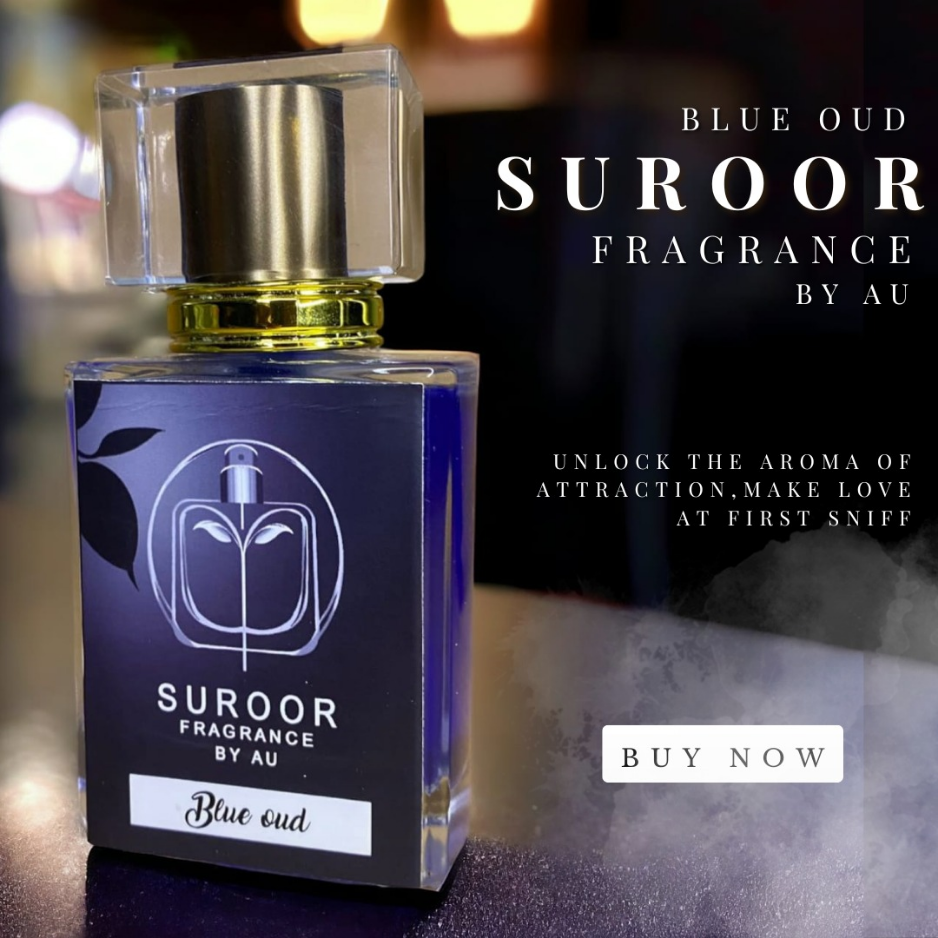 BLUE OUD
SUROOR
FRAGRANCE
BY AU
UNLOCK THE AROMA OF
ATTRACTION,MAKE LOVE
AT FIRST SNIFF
BUY NOW
SUROOR
FRAGRANCE
BY AU
Blue oud